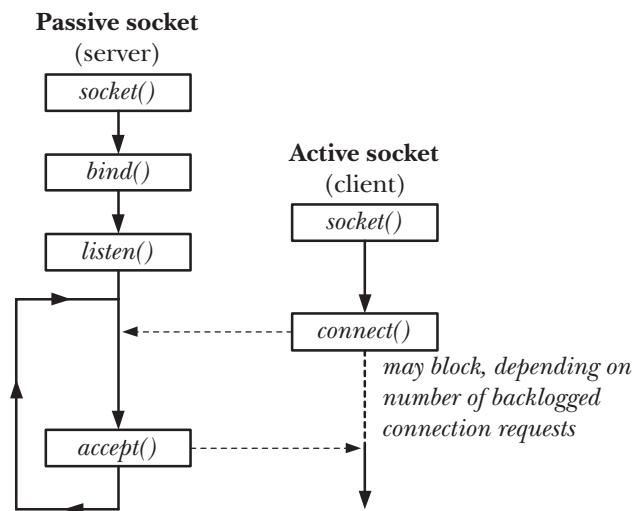 Passive socket
(server)
socket()
bind()
listen()
accept()
Active socket
(client)
socket()
connect()
may block, depending on
number of backlogged
connection requests